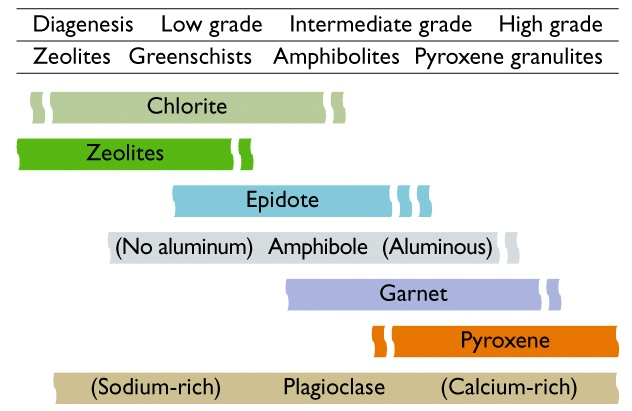 Diagenesis Low grade Intermediate grade High grade
Zeolites Greenschists Amphibolites Pyroxene granulites
Chlorite
Zeolites
Epidote
(No aluminum) Amphibole (Aluminous)
Garnet
Pyroxene
(Sodium-rich) Plagioclase (Calcium-rich)